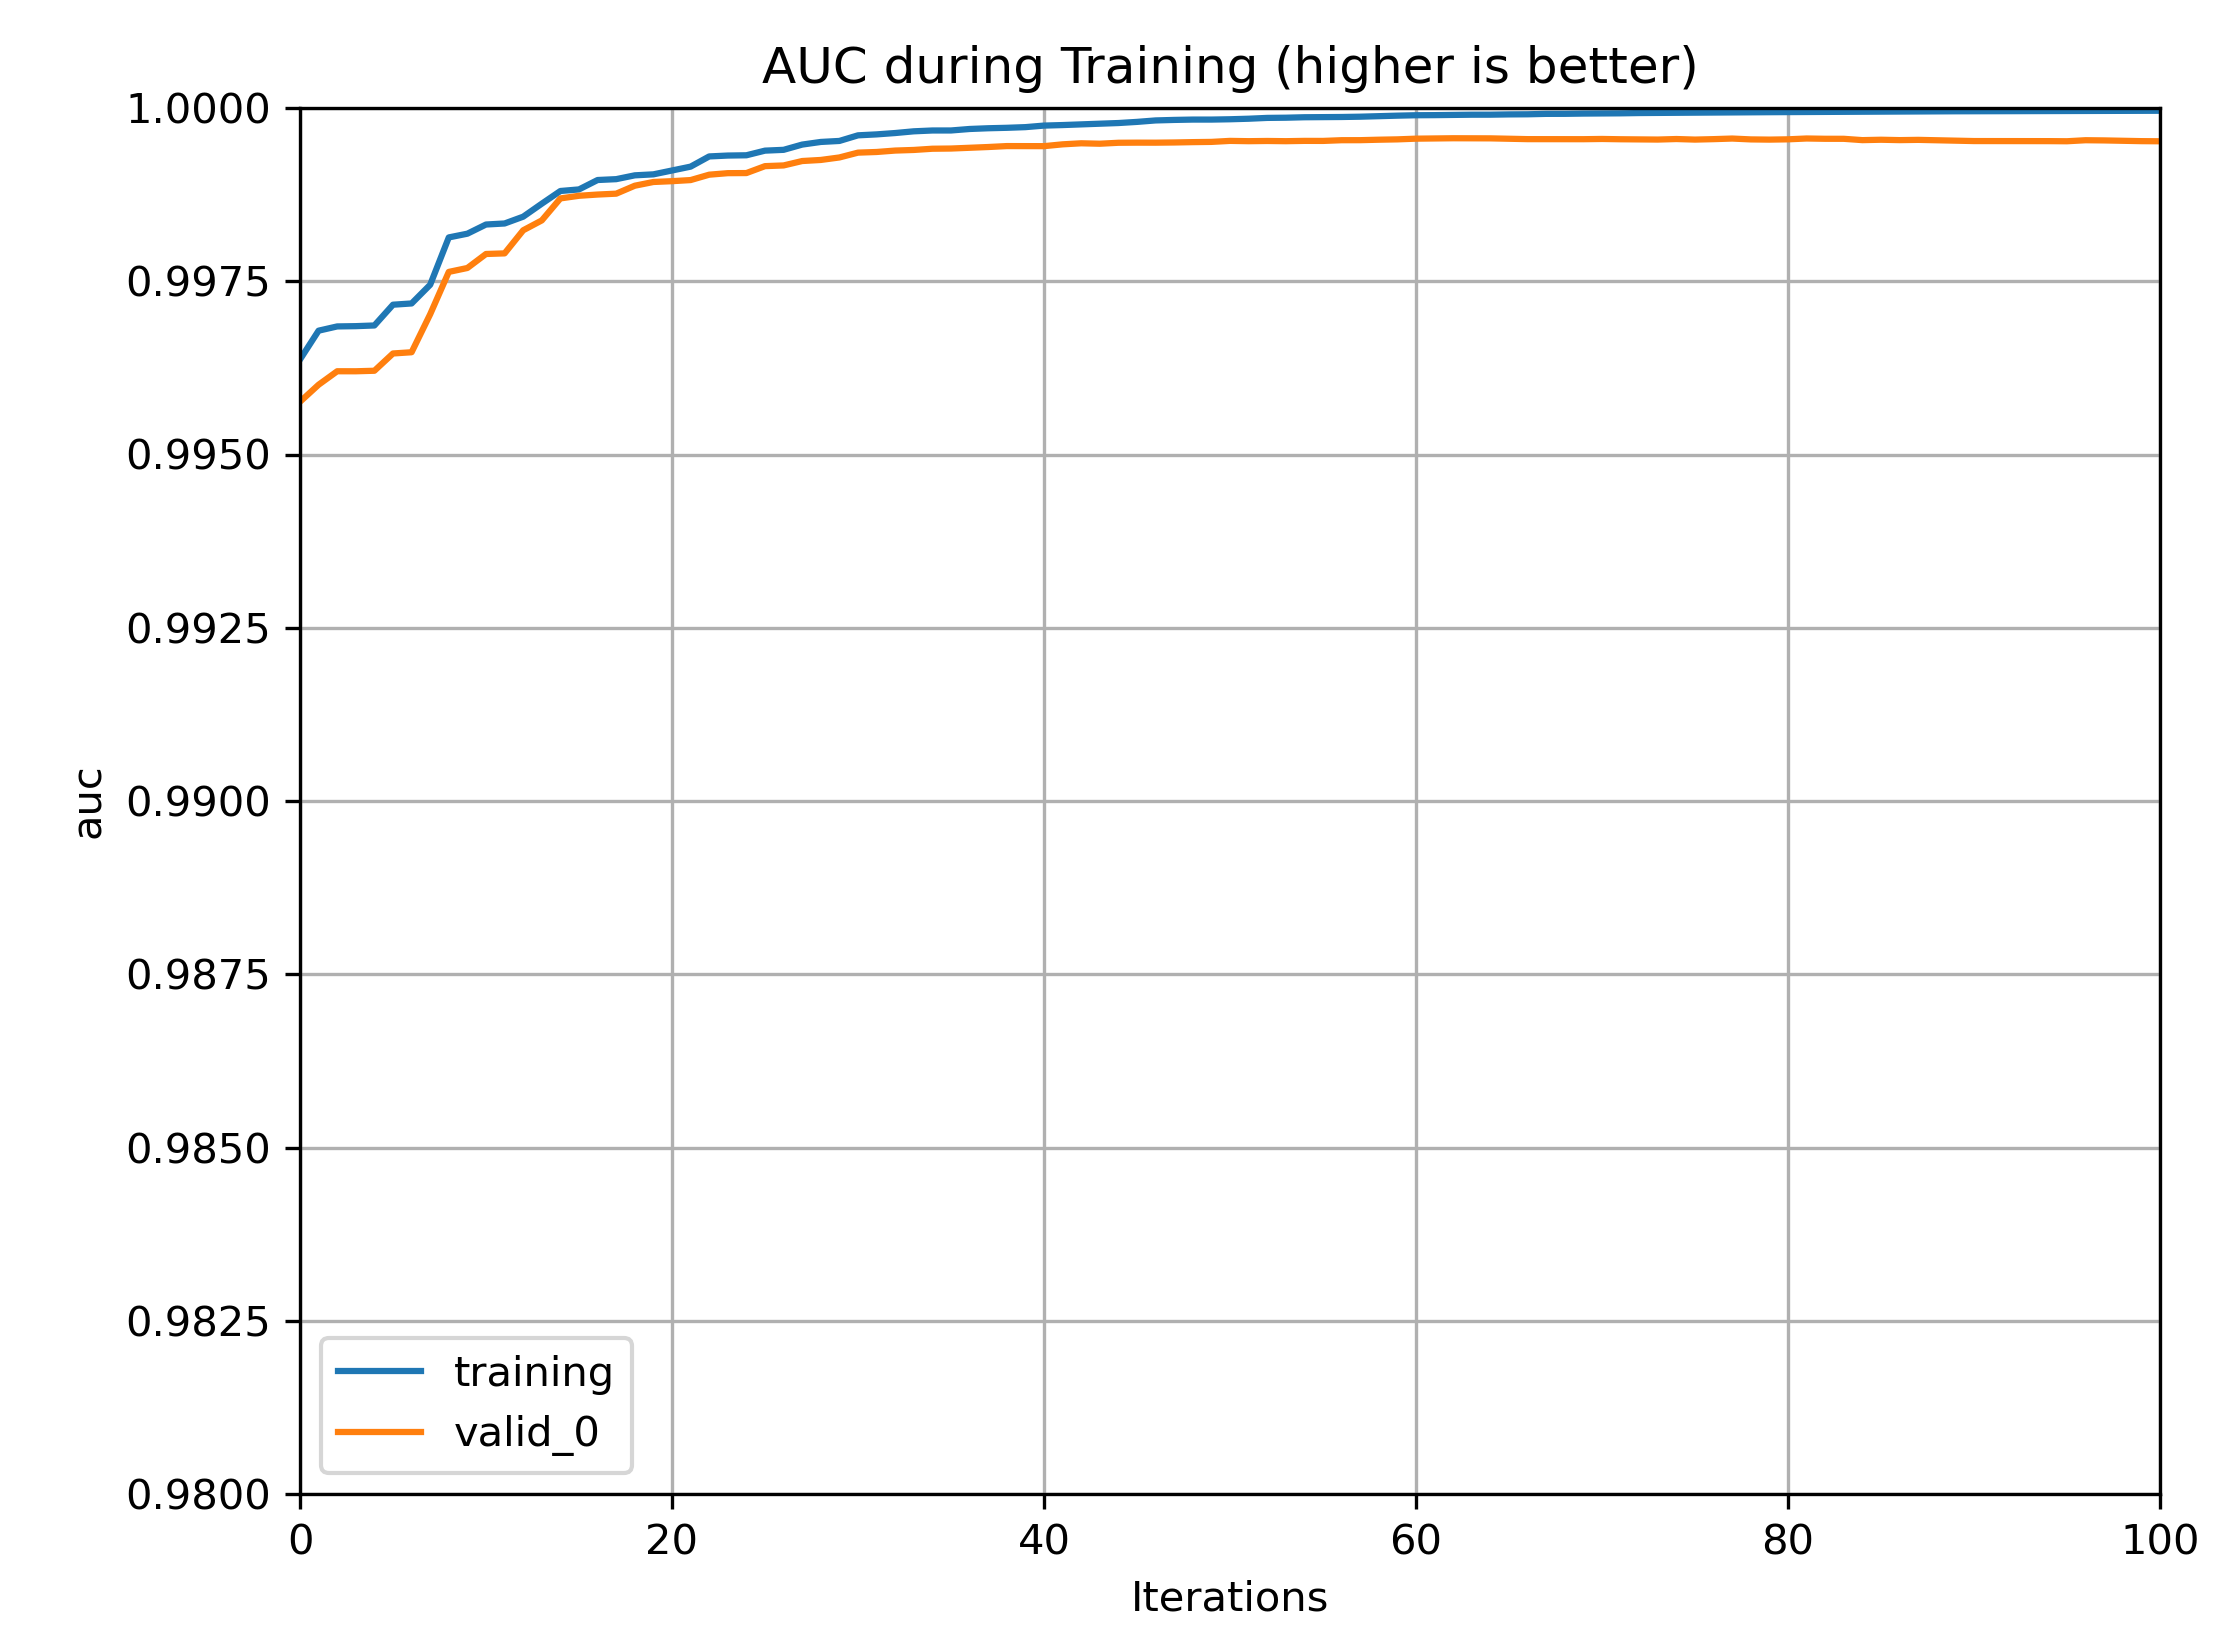 AUC during Training (higher is better)
1.0000
0.9975
0.9950
0.9925
0.9900
0.9875
0.9850
0.9825
0.9800
auc
training
valid_0
0 20 40 60 80 100
Iterations